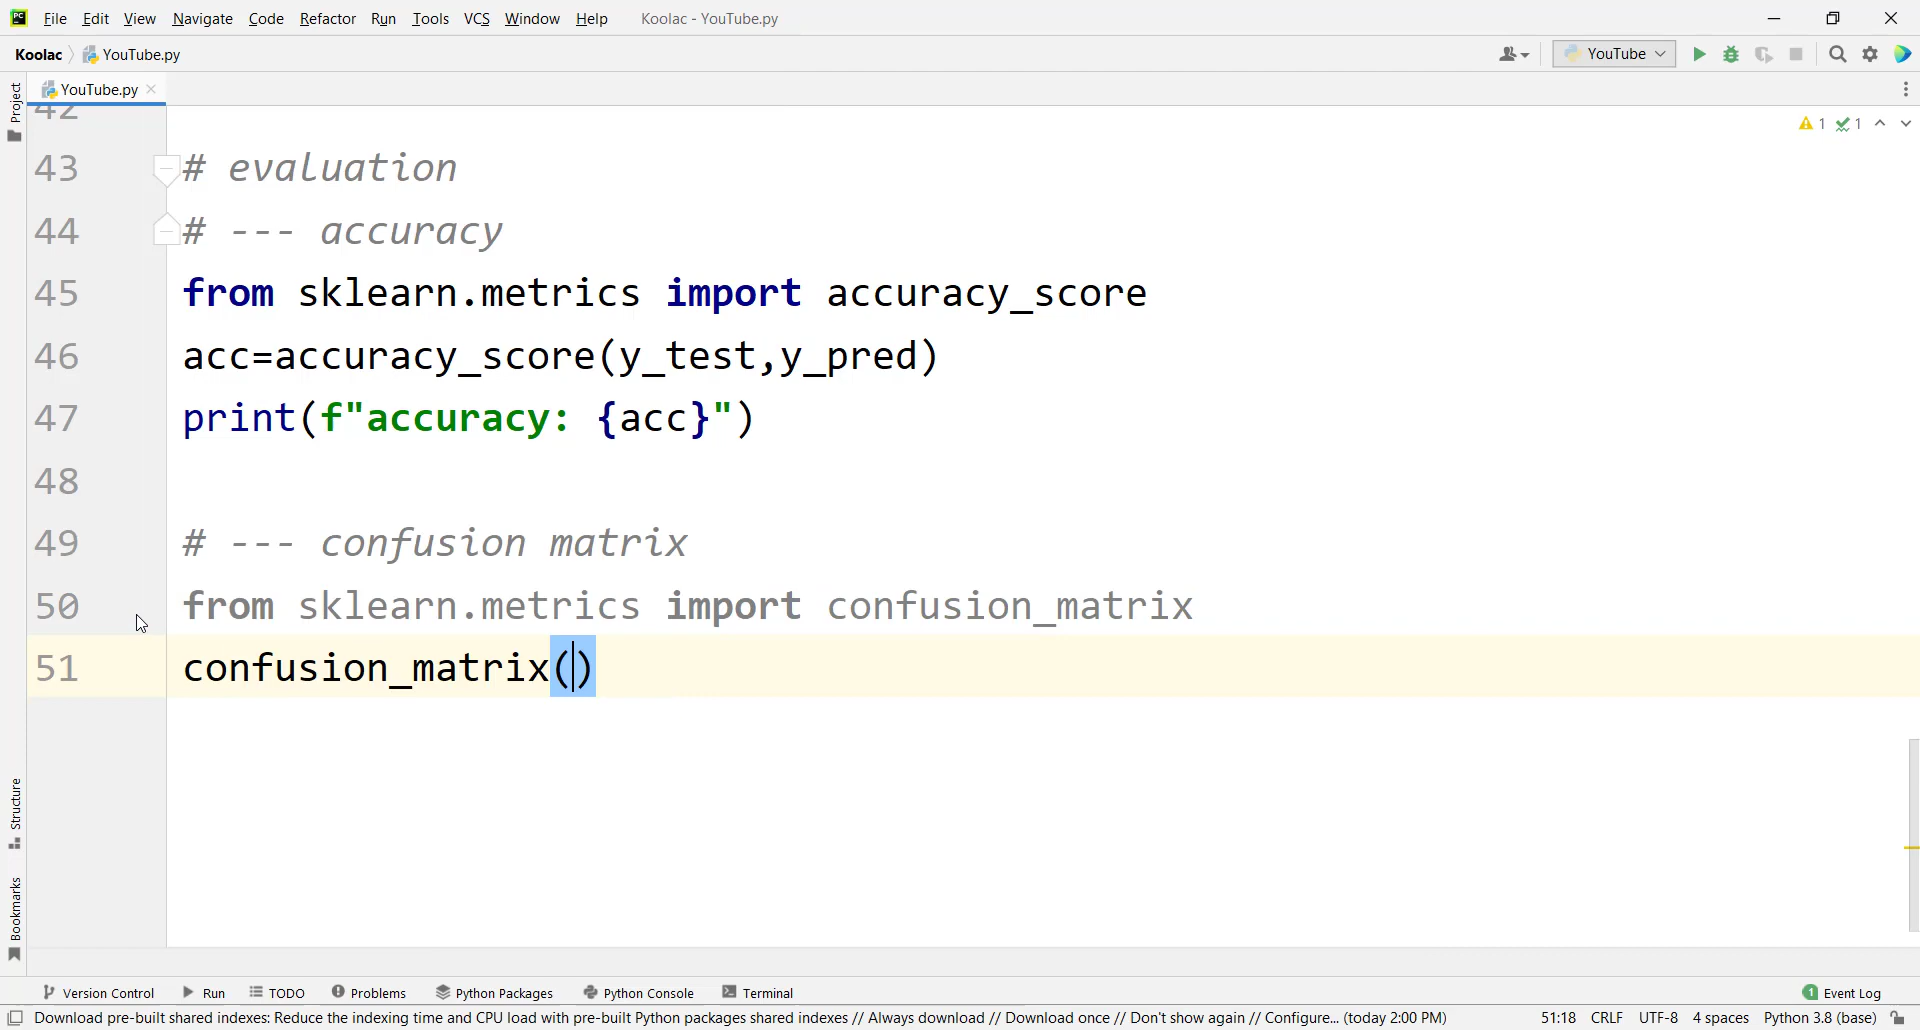 PC File Edit View Navigate Code Refactor Run Tools VCS Window Help Koolac - YouTube.py
Koolac YouTube.py YouTube
Project YouTube.py
1 1
42
43 # evaluation
44 # --- accuracy
45 from sklearn.metrics import accuracy_score
46 acc=accuracy_score(y_test,y_pred)
47 print(f"accuracy: {acc}")
48
49 # --- confusion matrix
50 from sklearn.metrics import confusion_matrix
51 confusion_matrix()
Structure
Bookmarks
Version Control Run TODO Problems Python Packages Python Console Terminal 1 Event Log
Download pre-built shared indexes: Reduce the indexing time and CPU load with pre-built Python packages shared indexes // Always download // Download once // Don't show again // Configure... (today 2:00 PM) 51:18 CRLF UTF-8 4 spaces Python 3.8 (base)